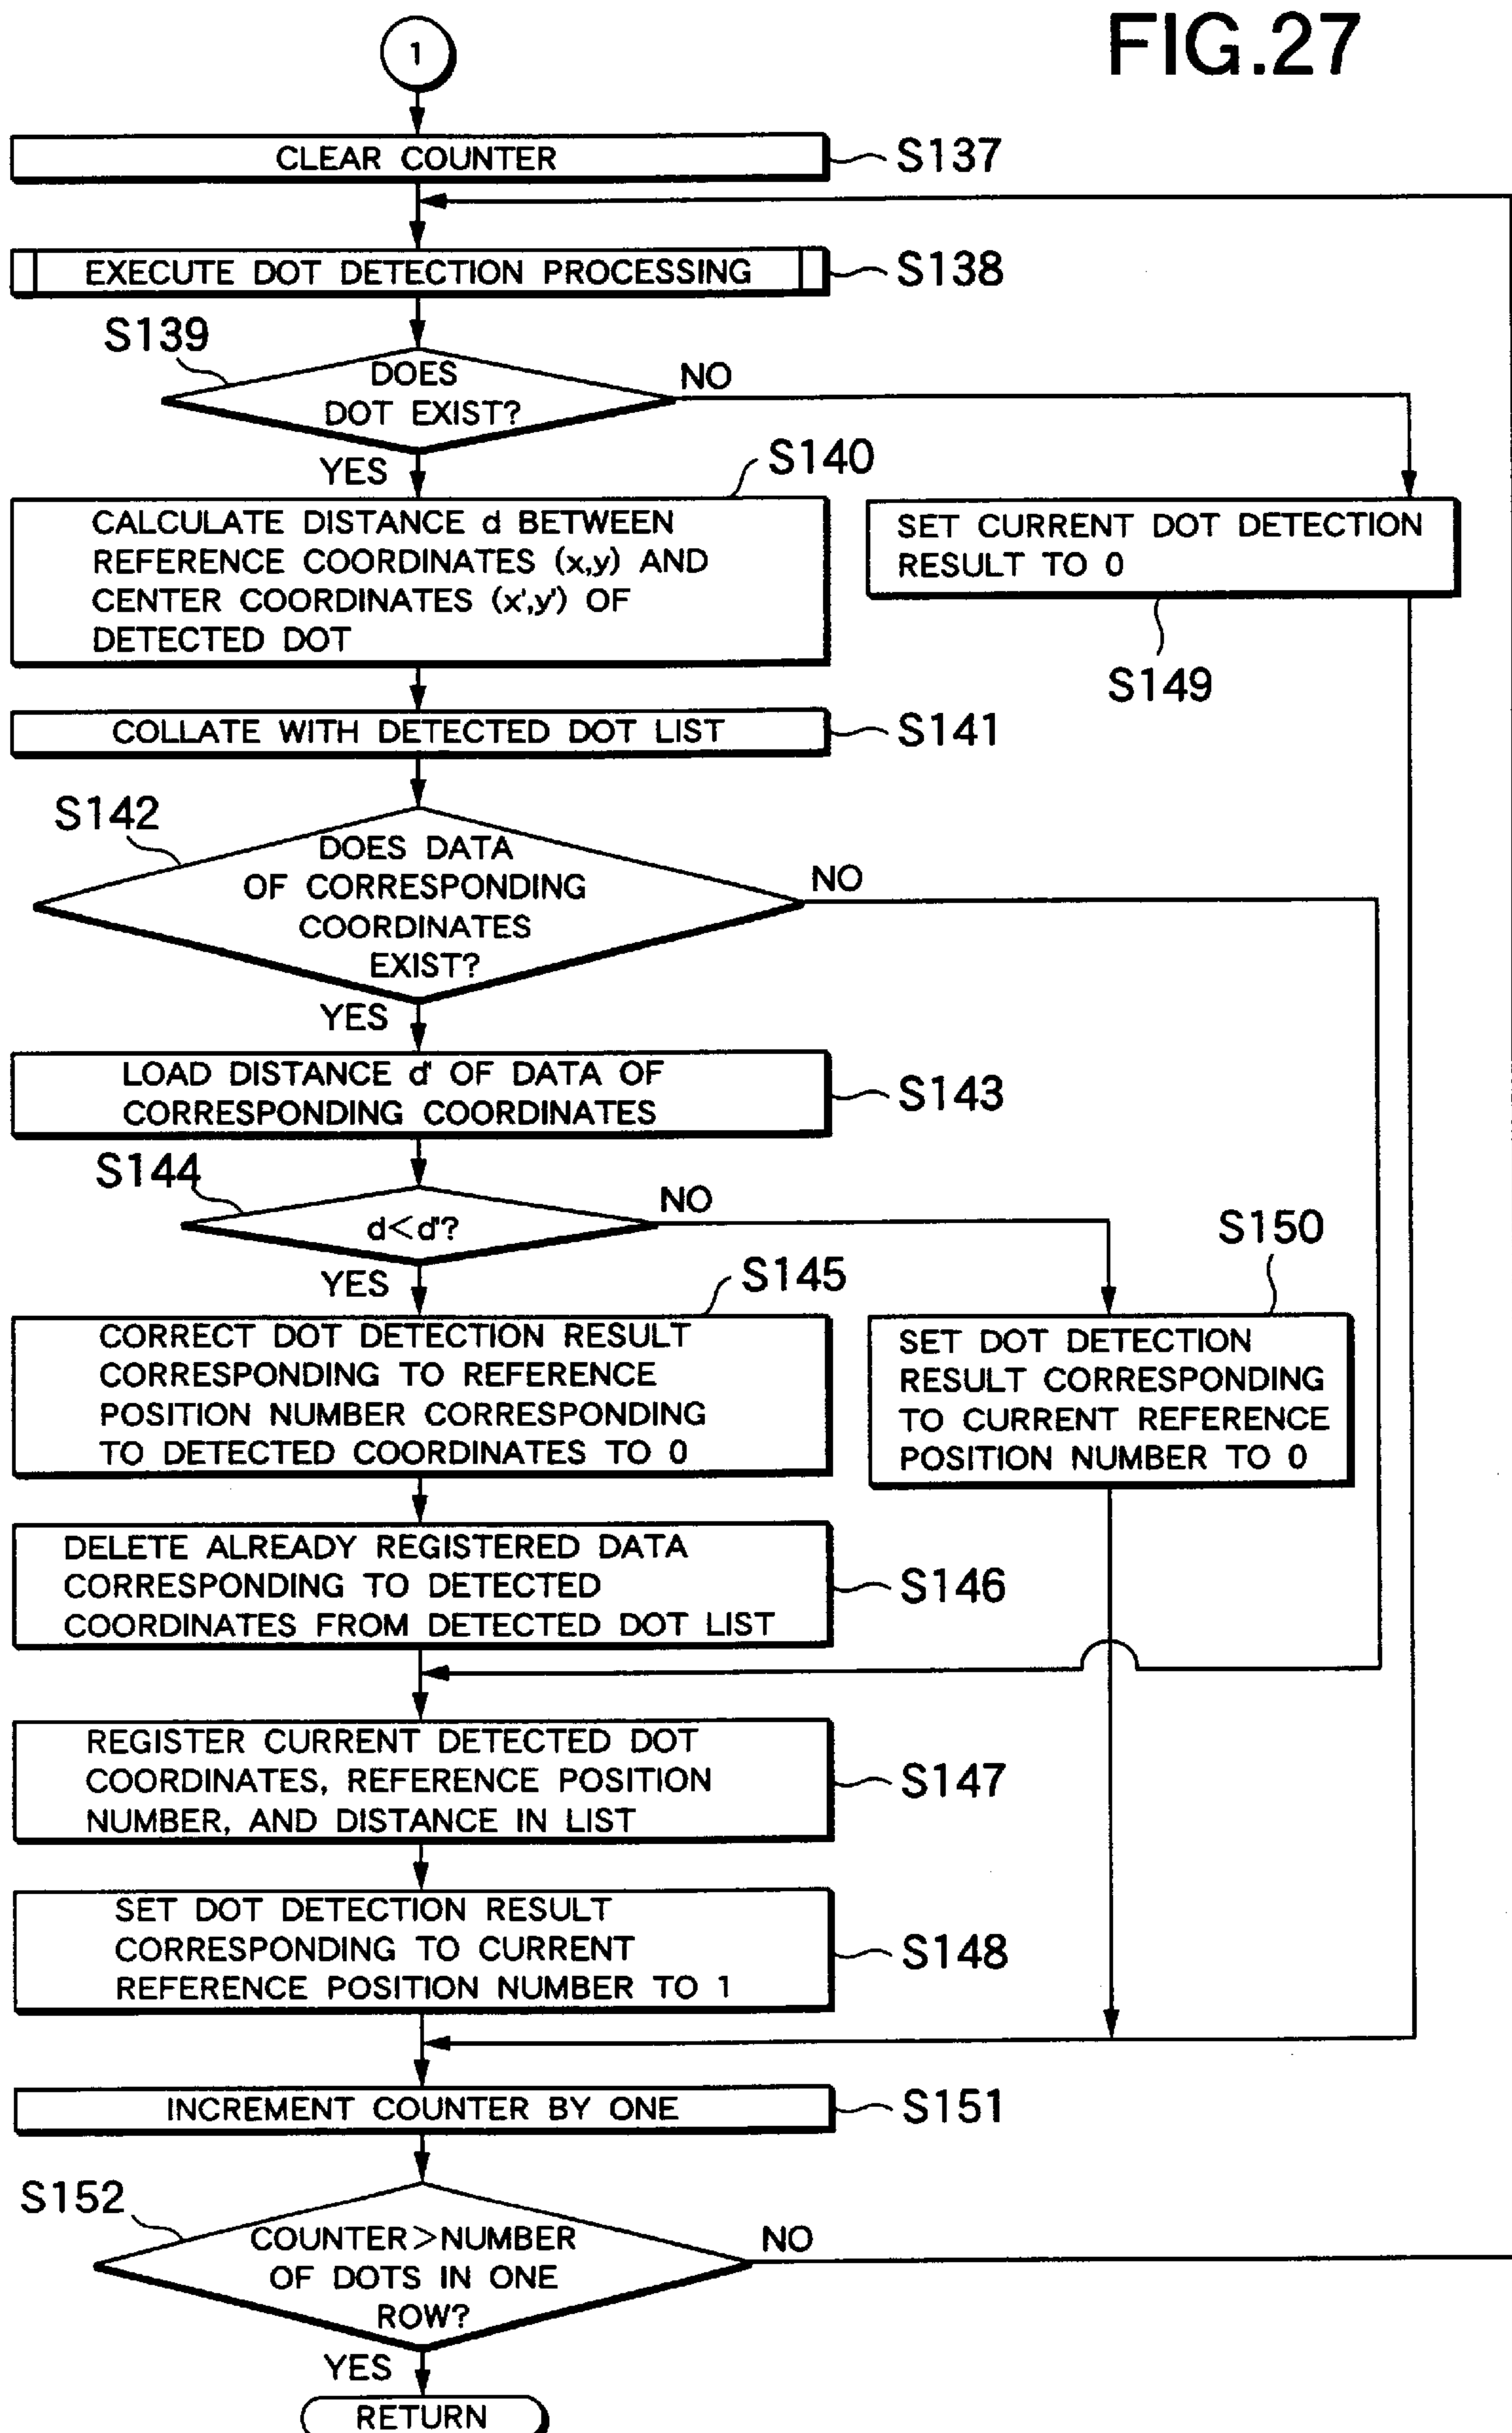 FIG.27
1
CLEAR COUNTER
S137
EXECUTE DOT DETECTION PROCESSING
S138
S139
DOES
DOT EXIST?
NO
YES
S140
CALCULATE DISTANCE d BETWEEN
REFERENCE COORDINATES (x,y) AND
CENTER COORDINATES (x',y') OF
DETECTED DOT
SET CURRENT DOT DETECTION
RESULT TO 0
S149
COLLATE WITH DETECTED DOT LIST
S141
S142
DOES DATA
OF CORRESPONDING
COORDINATES
EXIST?
NO
YES
LOAD DISTANCE d' OF DATA OF
CORRESPONDING COORDINATES
S143
S144
d<d'?
NO
YES
S145
CORRECT DOT DETECTION RESULT
CORRESPONDING TO REFERENCE
POSITION NUMBER CORRESPONDING
TO DETECTED COORDINATES TO 0
S150
SET DOT DETECTION
RESULT CORRESPONDING
TO CURRENT REFERENCE
POSITION NUMBER TO 0
DELETE ALREADY REGISTERED DATA
CORRESPONDING TO DETECTED
COORDINATES FROM DETECTED DOT LIST
S146
REGISTER CURRENT DETECTED DOT
COORDINATES, REFERENCE POSITION
NUMBER, AND DISTANCE IN LIST
S147
SET DOT DETECTION RESULT
CORRESPONDING TO CURRENT
REFERENCE POSITION NUMBER TO 1
S148
INCREMENT COUNTER BY ONE
S151
S152
COUNTER>NUMBER
OF DOTS IN ONE
ROW?
NO
YES
RETURN